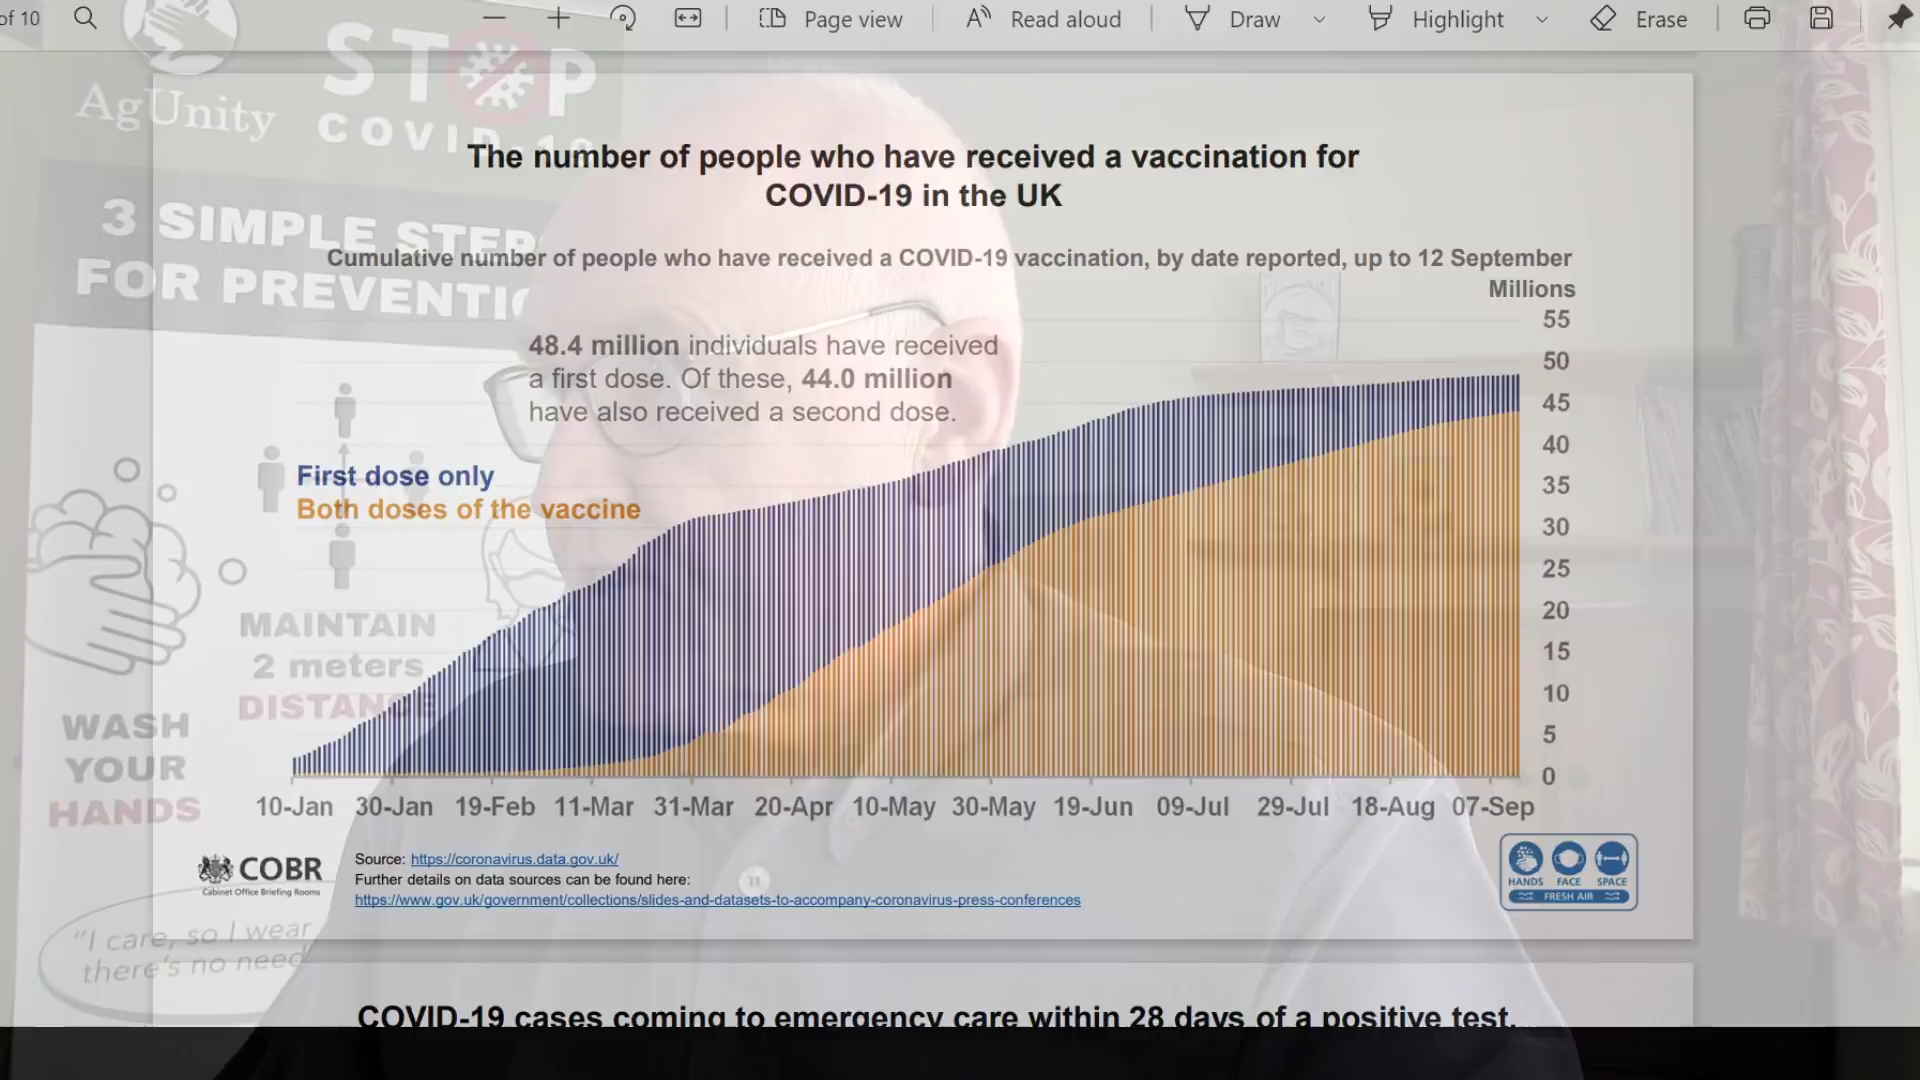 of 10
Page view
Read aloud
Draw
Highlight
Erase
AgUnity
STOP
COVID-19
3 SIMPLE STEP
FOR PREVENTIO
MAINTAIN
2 meters
DISTANCE
WASH
YOUR
HANDS
"I care, so I wear
there's no need
The number of people who have received a vaccination for
COVID-19 in the UK
Cumulative number of people who have received a COVID-19 vaccination, by date reported, up to 12 September
Millions
48.4 million individuals have received
a first dose. Of these, 44.0 million
have also received a second dose.
First dose only
Both doses of the vaccine
55
50
45
40
35
30
25
20
15
10
5
0
10-Jan 30-Jan 19-Feb 11-Mar 31-Mar 20-Apr 10-May 30-May 19-Jun 09-Jul 29-Jul 18-Aug 07-Sep
COBR
Cabinet Office Briefing Rooms
Source: https://coronavirus.data.gov.uk/
Further details on data sources can be found here:
https://www.gov.uk/government/collections/slides-and-datasets-to-accompany-coronavirus-press-conferences
HANDS FACE SPACE
FRESH AIR
COVID-19 cases coming to emergency care within 28 days of a positive test,